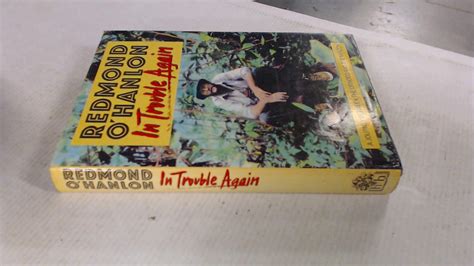 REDMOND
O'HANLON
In Trouble Again
REDMOND
O'HANLON
In Trouble Again